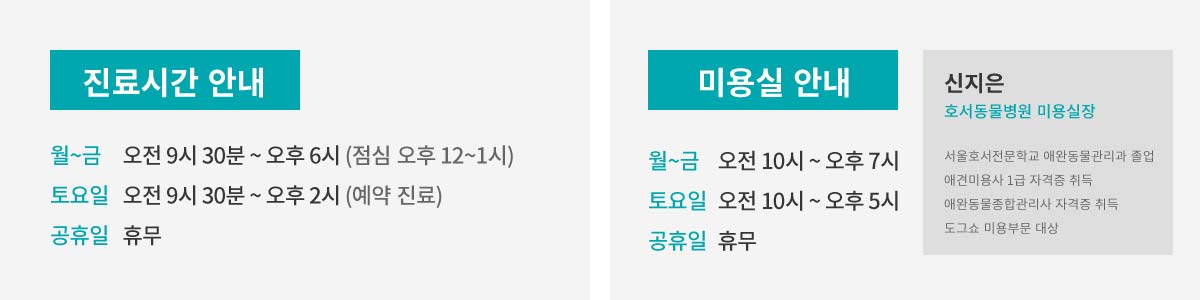 진료시간 안내
월~금 오전 9시 30분 ~ 오후 6시 (점심 오후 12~1시)
토요일 오전 9시 30분 ~ 오후 2시 (예약 진료)
공휴일 휴무
미용실 안내
월~금 오전 10시 ~ 오후 7시
토요일 오전 10시 ~ 오후 5시
공휴일 휴무
신지은
호서동물병원 미용실장
서울호서전문학교 애완동물관리과 졸업
애견미용사 1급 자격증 취득
애완동물종합관리사 자격증 취득
도그쇼 미용부문 대상